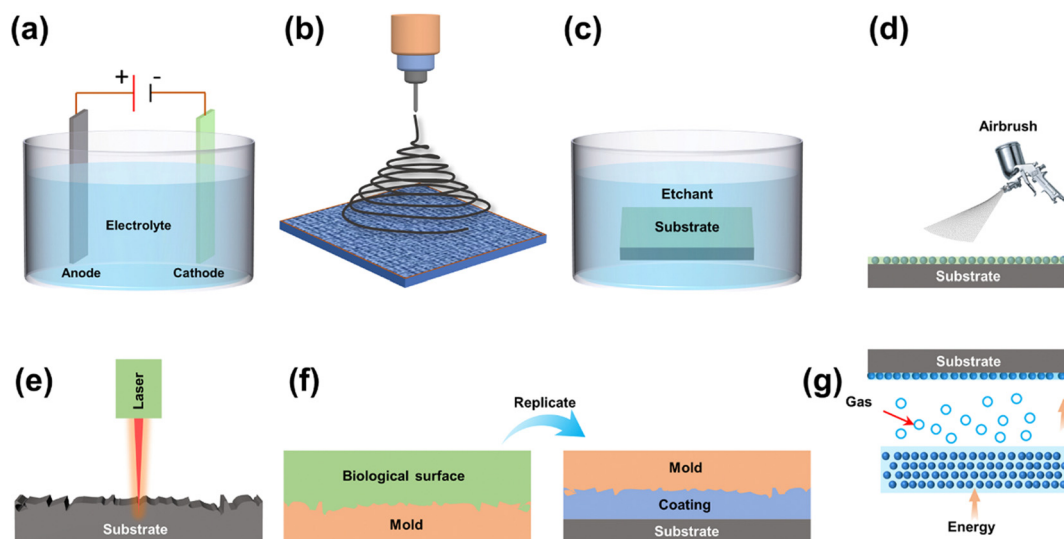 (a)
+ -
Electrolyte
Anode
Cathode
(b)
(c)
Etchant
Substrate
(d)
Airbrush
Substrate
(e)
Laser
Substrate
(f)
Replicate
Biological surface
Mold
Mold
Coating
Substrate
(g)
Substrate
Gas
Energy